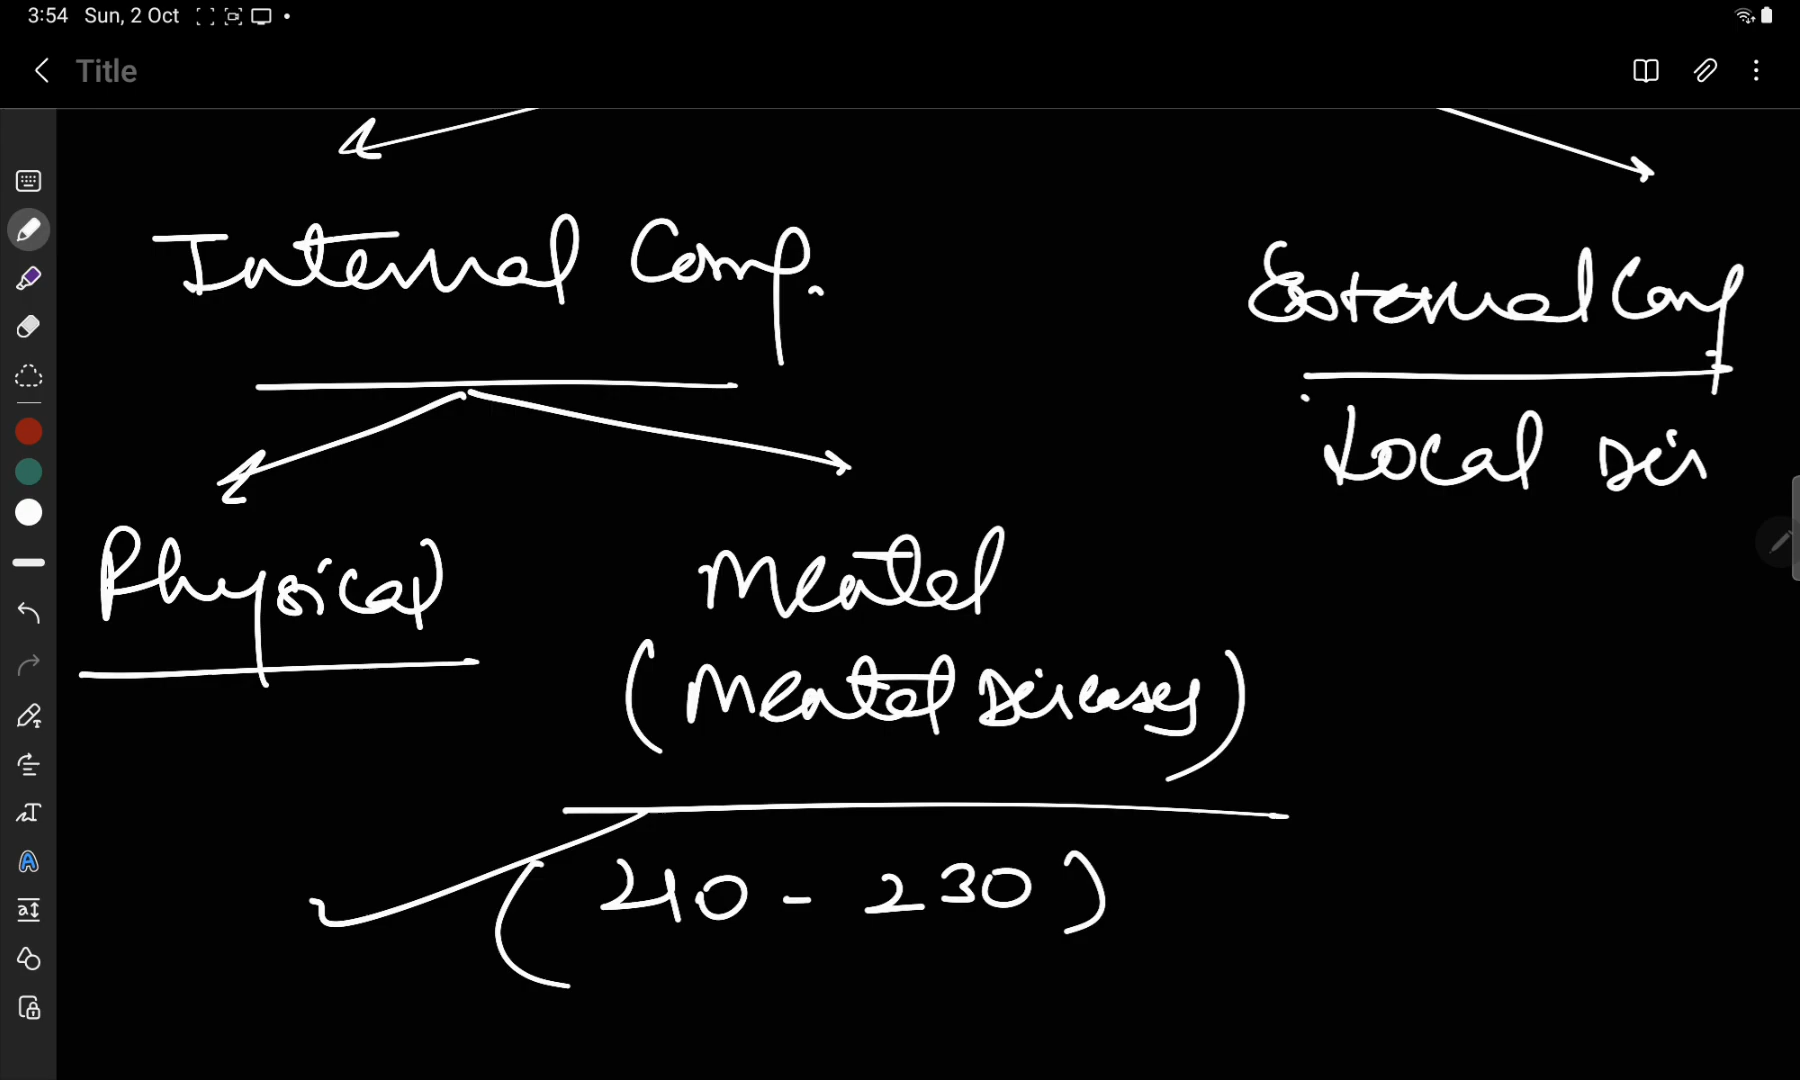 3:54 Sun, 2 Oct
Title
Internal Comp.
External Comp
Local Dis
Physical
Mental
(Mental Diseases)
(210 - 230)